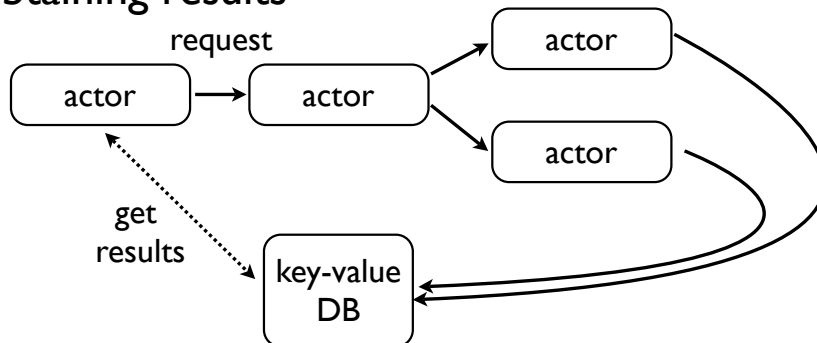 request
actor
actor
actor
actor
get
results
key-value
DB